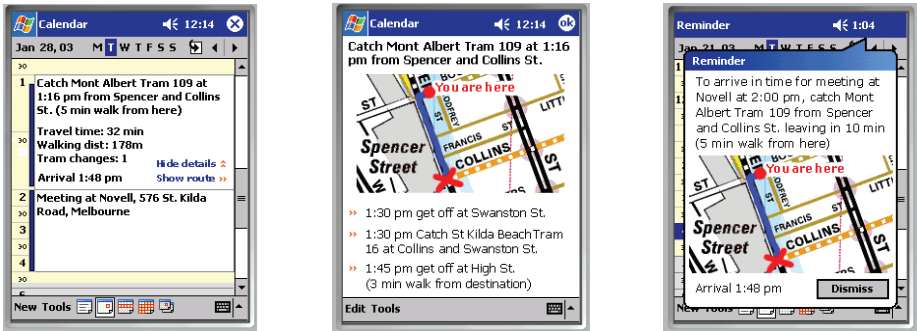 Calendar 12:14
Jan 28, 03 M T W T F S S
30
1
Catch Mont Albert Tram 109 at
1:16 pm from Spencer and Collins
St. (5 min walk from here)
30
Travel time: 32 min
Walking dist: 178m
Tram changes: 1
Hide details
Arrival 1:48 pm
Show route
2
Meeting at Novell, 576 St. Kilda
Road, Melbourne
3
4
30
New Tools
Calendar 12:14 ok
Catch Mont Albert Tram 109 at 1:16
pm from Spencer and Collins St.
You are here
ST
GODFREY
ST
LITT
FRANCIS ST
Spencer
Street
COLLINS
ST
1:30 pm get off at Swanston St.
1:30 pm Catch St Kilda Beach Tram
16 at Collins and Swanston St.
1:45 pm get off at High St.
(3 min walk from destination)
Edit Tools
Reminder 1:04
Jan 21, 03 M T W T F S S
Reminder
To arrive in time for meeting at
Novell at 2:00 pm, catch Mont
Albert Tram 109 from Spencer
and Collins St. leaving in 10 min
(5 min walk from here)
You are here
ST
GODFREY
ST
LITT
FRANCIS ST
Spencer
Street
COLLINS
ST
Arrival 1:48 pm
Dismiss
New Tools